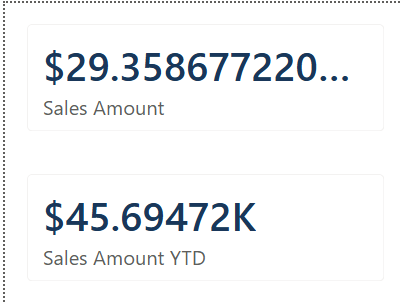 $29.358677220...
Sales Amount
$45.69472K
Sales Amount YTD